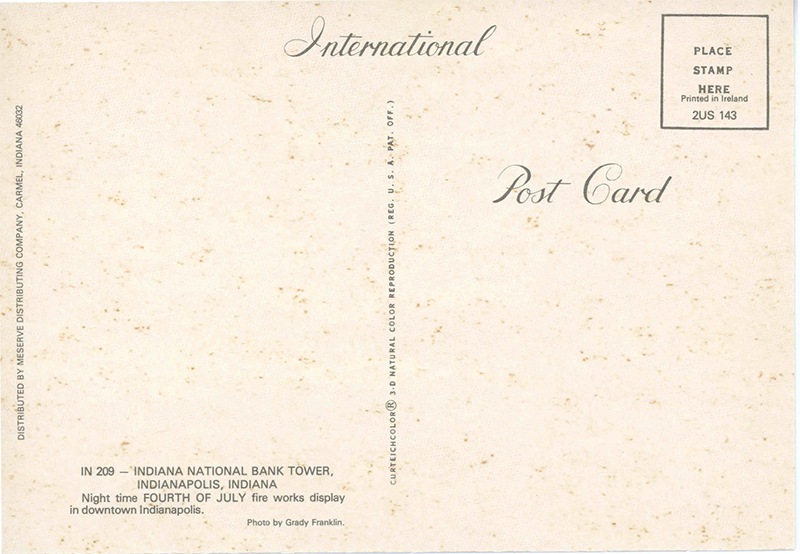 International
PLACE
STAMP
HERE
Printed in Ireland
2US 143
Post Card
DISTRIBUTED BY MESERVE DISTRIBUTING COMPANY, CARMEL, INDIANA 46032
CURTEICHCOLOR® 3-D NATURAL COLOR REPRODUCTION (REG. U. S. A. PAT. OFF.)
IN 209 — INDIANA NATIONAL BANK TOWER,
INDIANAPOLIS, INDIANA
Night time FOURTH OF JULY fire works display
in downtown Indianapolis.
Photo by Grady Franklin.